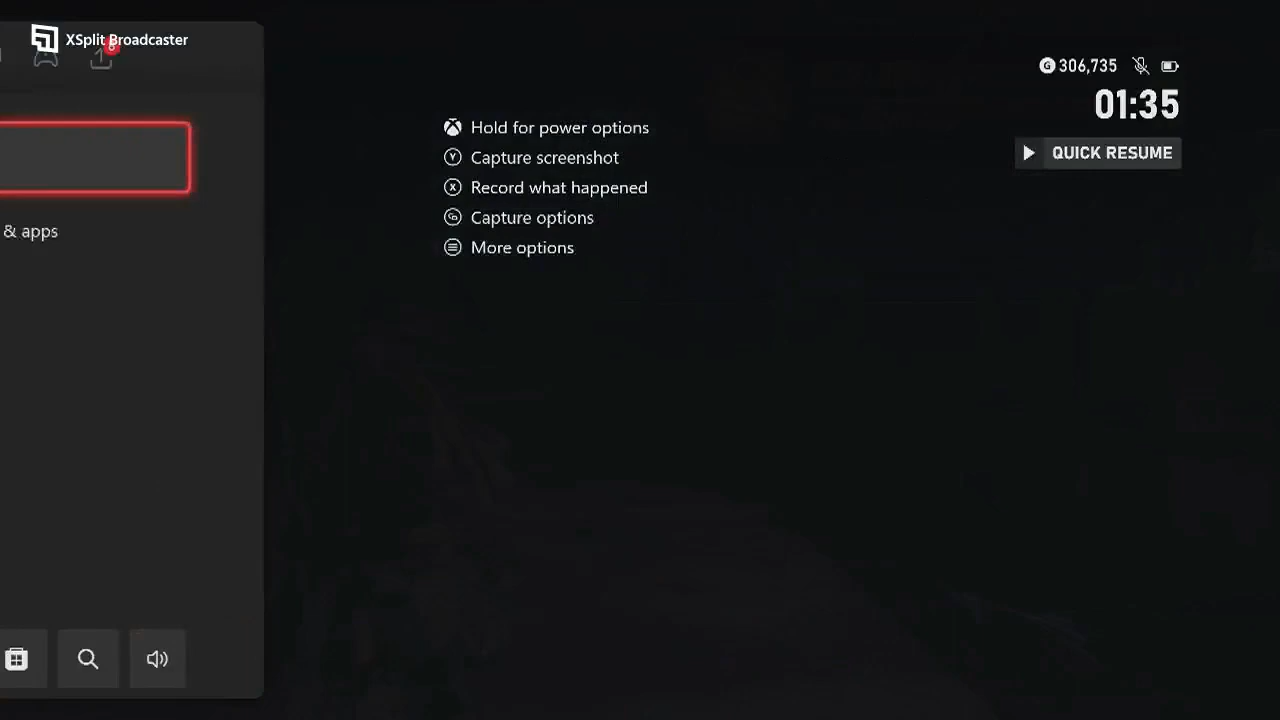 XSplit Broadcaster
8
& apps
Hold for power options
Y Capture screenshot
X Record what happened
Capture options
More options
G 306,735
01:35
QUICK RESUME